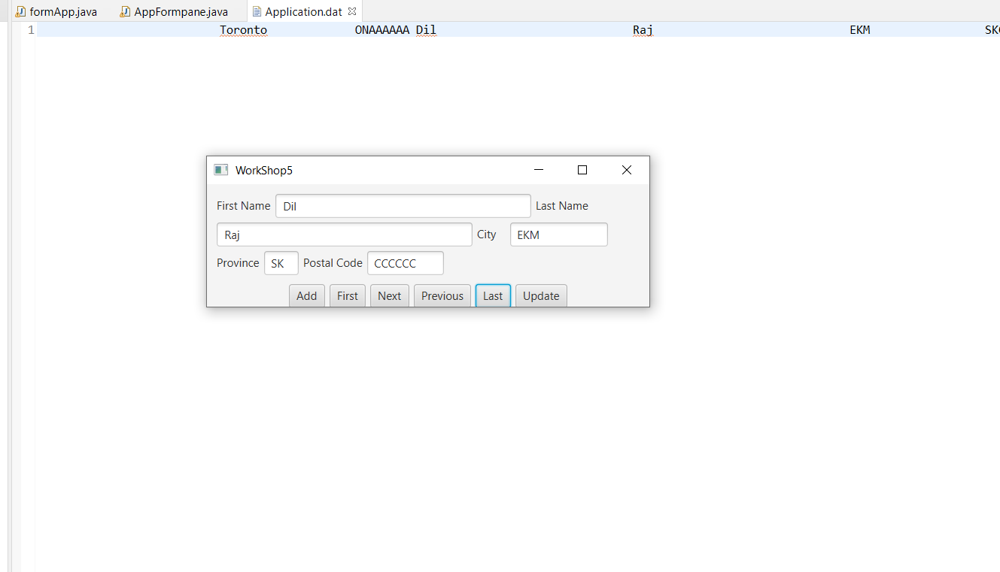 formApp.java AppFormpane.java Application.dat
1 Toronto ONAAAAAA Dil Raj EKM SK
WorkShop5
First Name Dil Last Name
Raj City EKM
Province SK Postal Code CCCCCC
Add First Next Previous Last Update